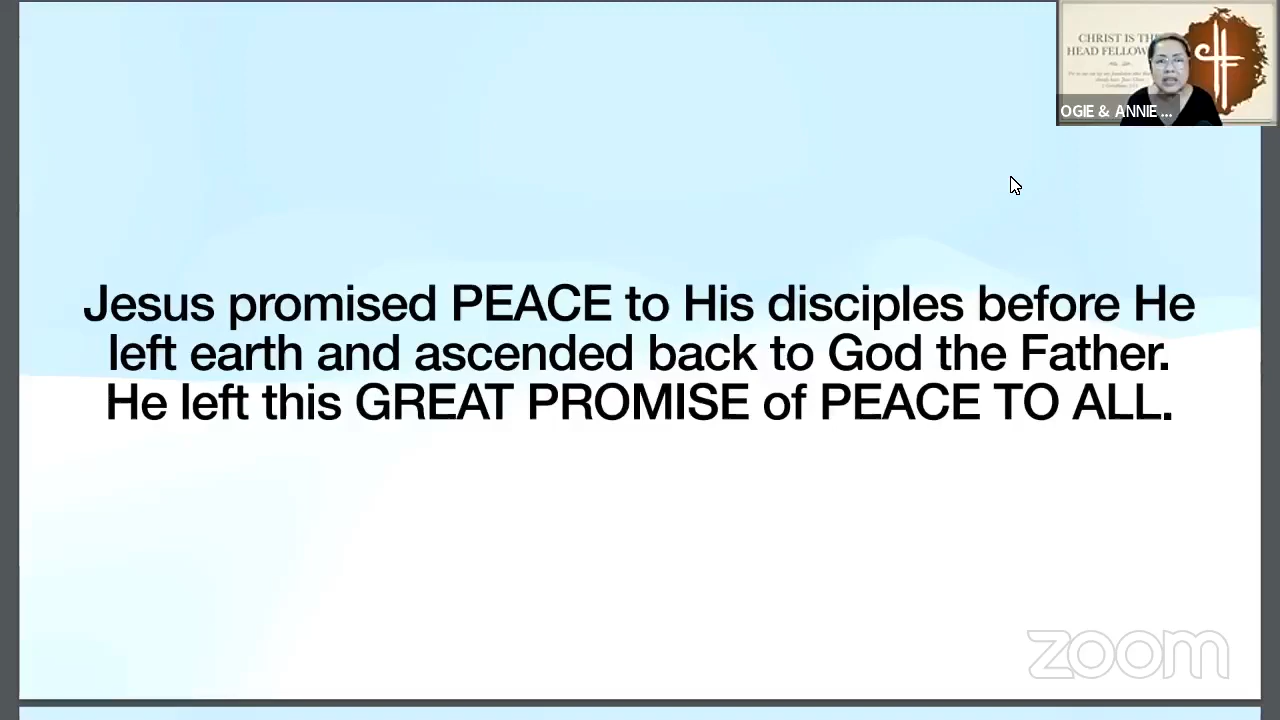 CHRIST IS TH
HEAD FELLOW
OGIE & ANNIE ...
Jesus promised PEACE to His disciples before He
left earth and ascended back to God the Father.
He left this GREAT PROMISE of PEACE TO ALL.
zoom